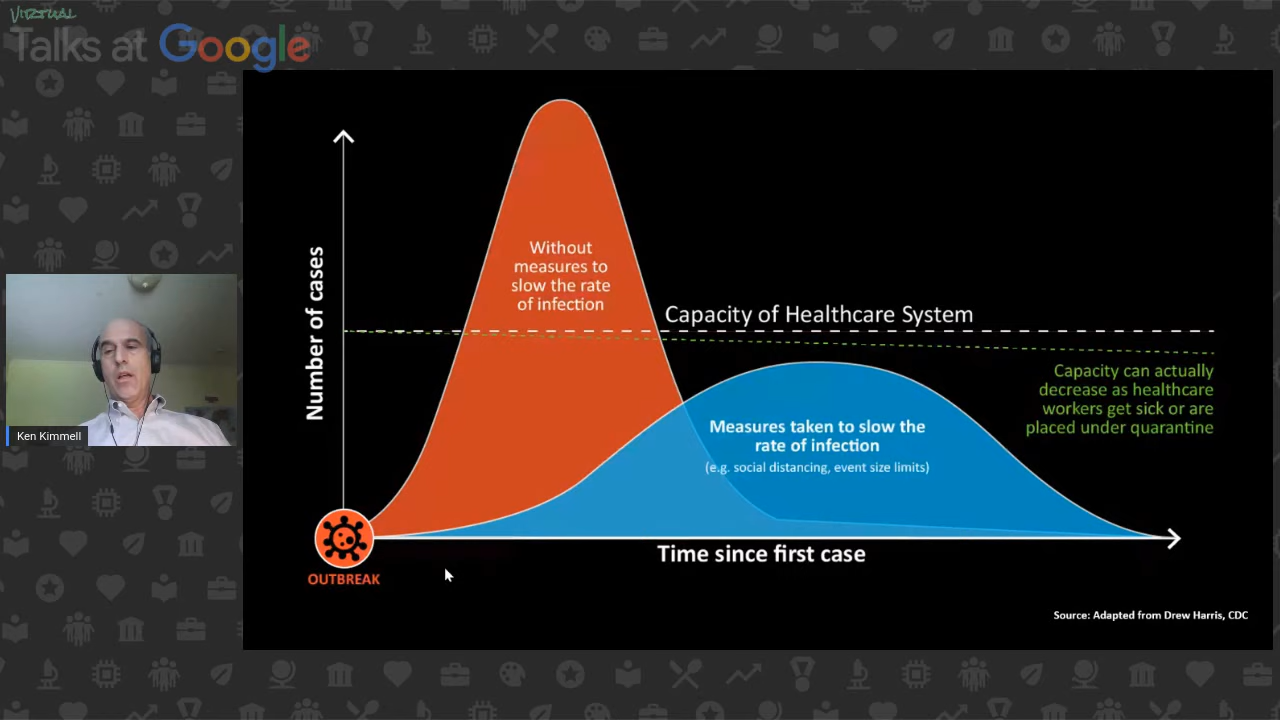 VIRTUAL
Talks at Google
Number of cases
Without
measures to
slow the rate
of infection
Capacity of Healthcare System
Capacity can actually
decrease as healthcare
workers get sick or are
placed under quarantine
Measures taken to slow the
rate of infection
(e.g. social distancing, event size limits)
Ken Kimmell
Time since first case
OUTBREAK
Source: Adapted from Drew Harris, CDC